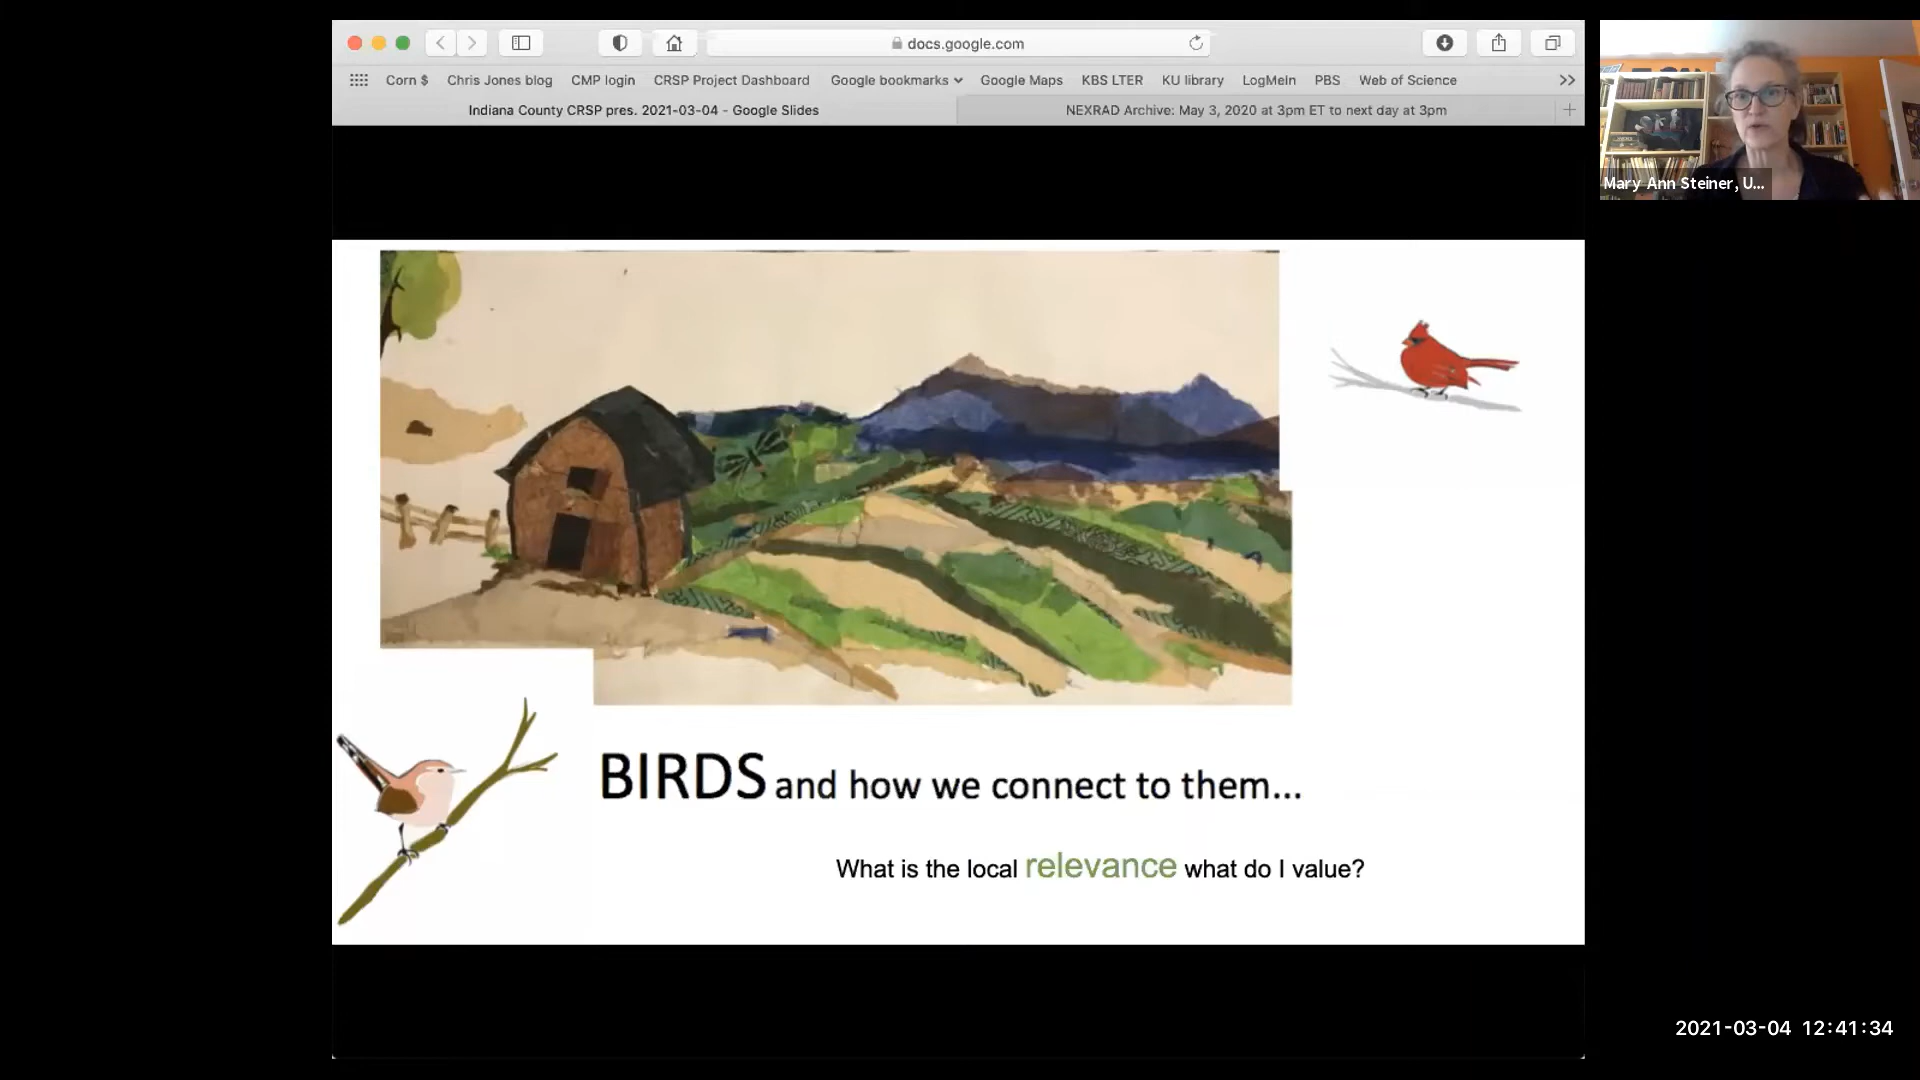 docs.google.com
Corn $ Chris Jones blog CMP login CRSP Project Dashboard Google bookmarks Google Maps KBS LTER KU library LogMeIn PBS Web of Science
Indiana County CRSP pres. 2021-03-04 - Google Slides NEXRAD Archive: May 3, 2020 at 3pm ET to next day at 3pm
Mary Ann Steiner, U...
BIRDS and how we connect to them...
What is the local relevance what do I value?
2021-03-04 12:41:34